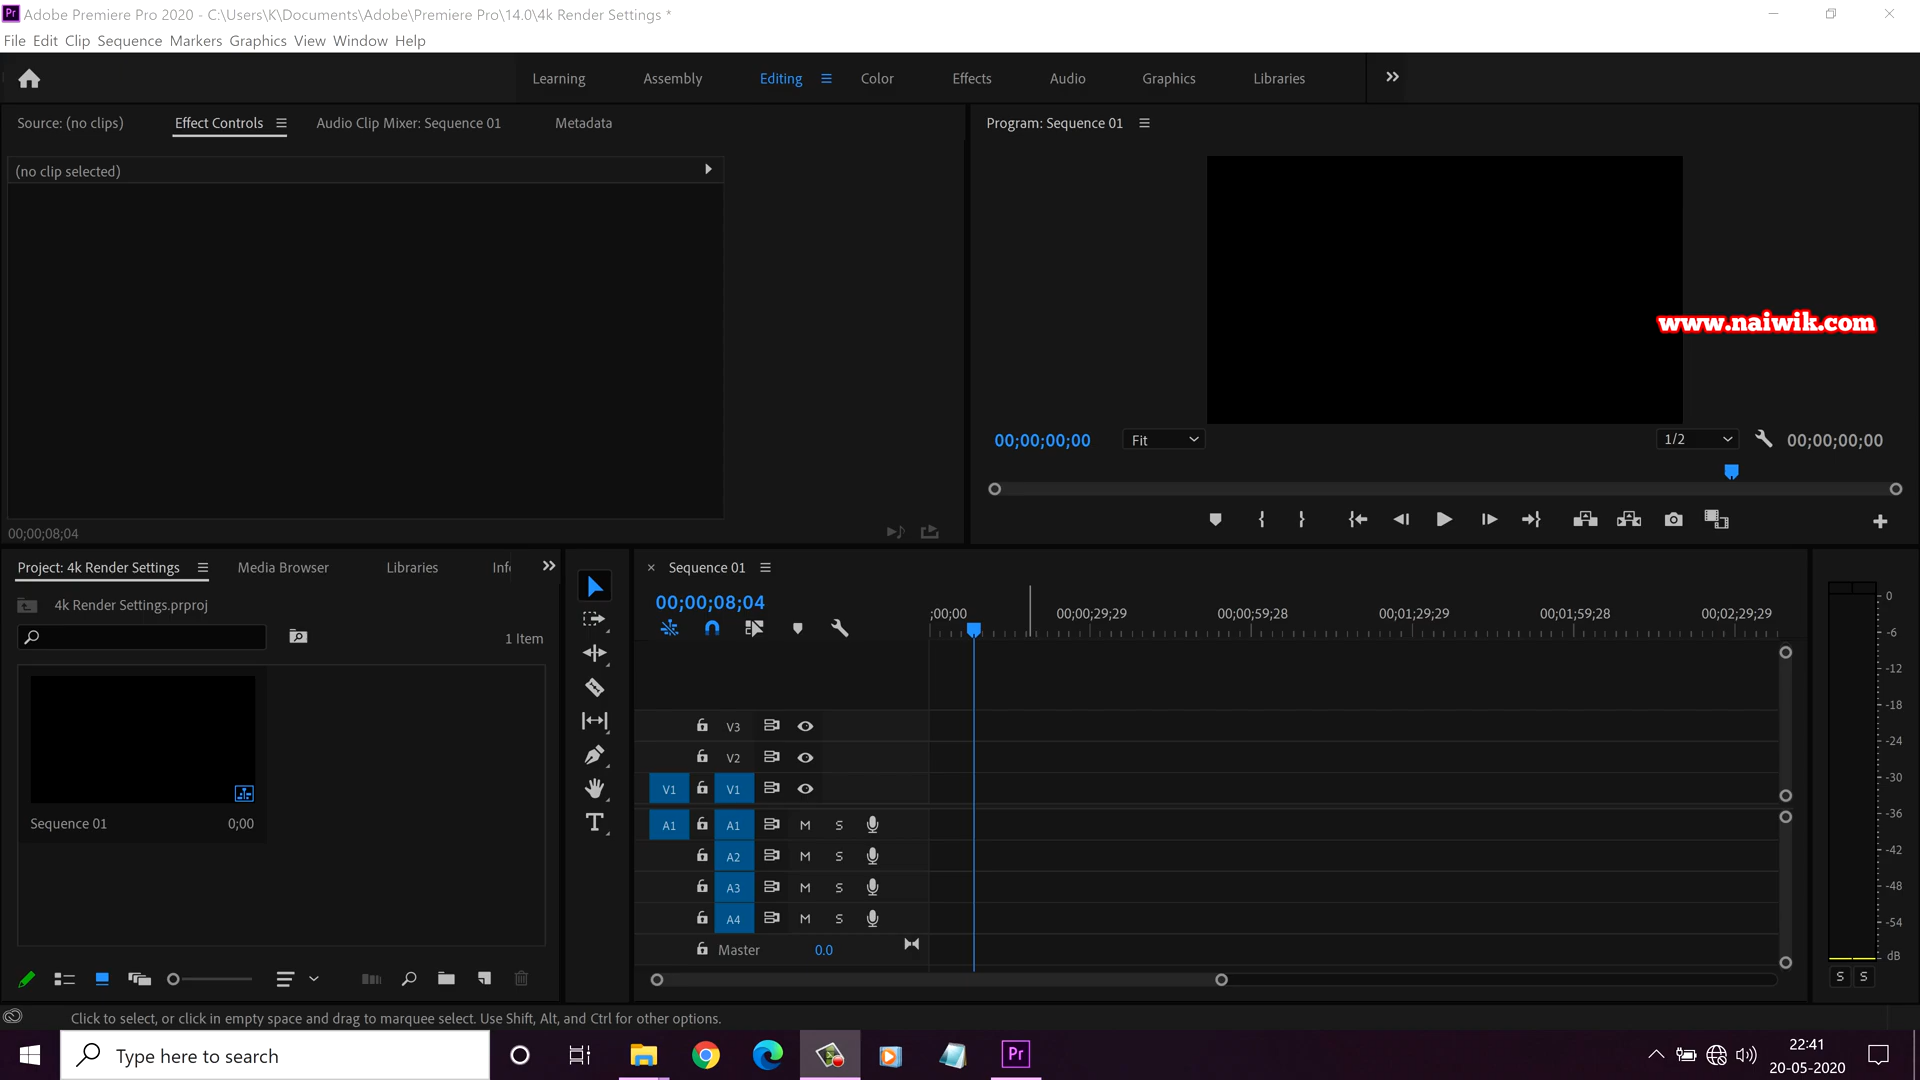 Adobe Premiere Pro 2020 - C:\Users\K\Documents\Adobe\Premiere Pro\14.0\4k Render Settings *
File Edit Clip Sequence Markers Graphics View Window Help
Learning Assembly Editing Color Effects Audio Graphics Libraries
Source: (no clips) Effect Controls Audio Clip Mixer: Sequence 01 Metadata
Program: Sequence 01
(no clip selected)
www.naiwik.com
00;00;00;00 Fit 1/2 00;00;00;00
00;00;08;04
Project: 4k Render Settings Media Browser Libraries Inf
Sequence 01
4k Render Settings.prproj
00;00;08;04
;00;00 00;00;29;29 00;00;59;28 00;01;29;29 00;01;59;28 00;02;29;29
1 Item
V3
V2
V1 V1
A1 A1 M S
A2 M S
A3 M S
A4 M S
Master 0.0
Sequence 01 0;00
0
-6
-12
-18
-24
-30
-36
-42
-48
-54
dB
S S
Click to select, or click in empty space and drag to marquee select. Use Shift, Alt, and Ctrl for other options.
Type here to search
Pr
22:41
20-05-2020